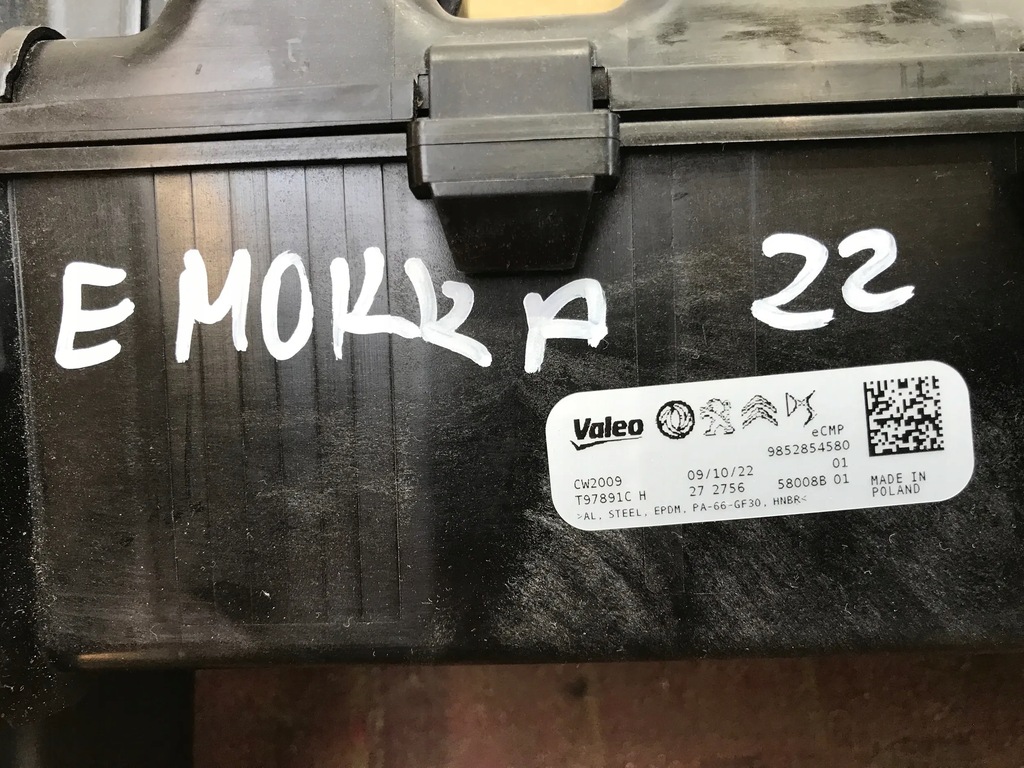 E MOKKA 22
Valeo
eCMP
9852854580
CW2009 09/10/22 01
T97891C H 27 2756 58008B 01
MADE IN
POLAND
>AL, STEEL, EPDM, PA-66-GF30, HNBR<